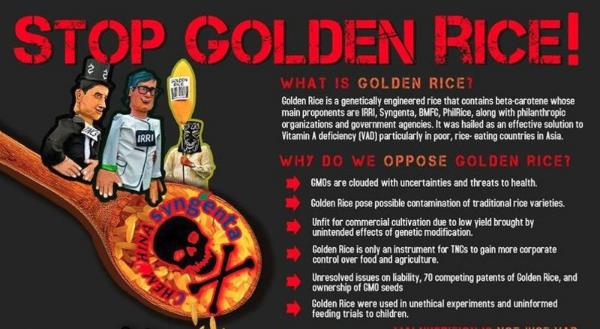 STOP GOLDEN RICE!
WHAT IS GOLDEN RICE?
Golden Rice is a genetically engineered rice that contains beta-carotene whose
main proponents are IRRI, Syngenta, BMFG, PhilRice, along with philanthropic
organizations and government agencies. It was hailed as an effective solution to
Vitamin A deficiency (VAD) particularly in poor, rice- eating countries in Asia.
WHY DO WE OPPOSE GOLDEN RICE?
GMOs are clouded with uncertainties and threats to health.
Golden Rice pose possible contamination of traditional rice varieties.
Unfit for commercial cultivation due to low yield brought by
unintended effects of genetic modification.
Golden Rice is only an instrument for TNCs to gain more corporate
control over food and agriculture.
Unresolved issues on liability, 70 competing patents of Golden Rice, and
ownership of GMO seeds
Golden Rice were used in unethical experiments and uninformed
feeding trials to children.
GOLDEN
RICE
IRRI
CHEMCHINA
syngenta